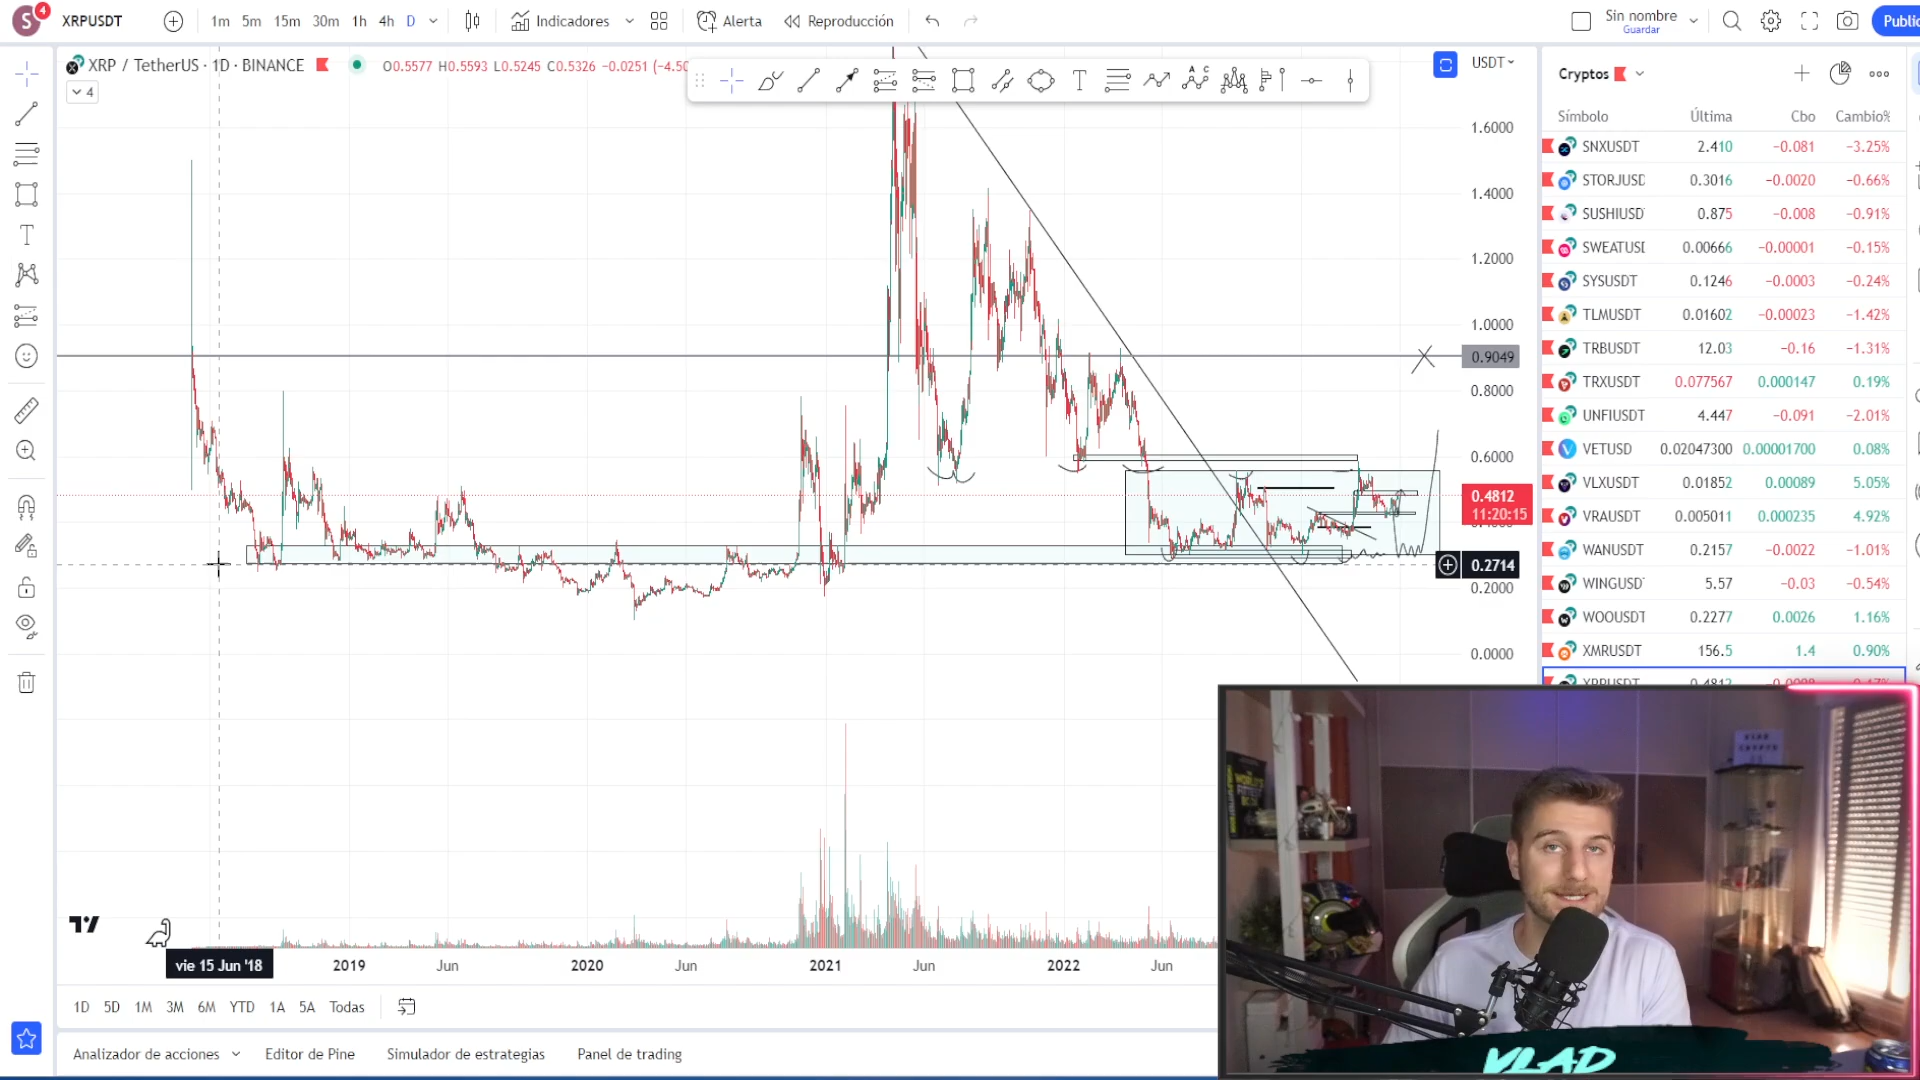 S 4 XRPUSDT 1m 5m 15m 30m 1h 4h D Indicadores Alerta Reproducción Sin nombre
Guardar
XRP / TetherUS · 1D · BINANCE O0.5577 H0.5593 L0.5245 C0.5326 −0.0251
USDT
4
Cryptos
Símbolo Última Cbo Cambio%
SNXUSDT 2.410 −0.081 −3.25%
STORJUSD 0.3016 −0.0020 −0.66%
SUSHIUSD 0.875 −0.008 −0.91%
SWEATUSD 0.00666 −0.00001 −0.15%
SYSUSDT 0.1246 −0.0003 −0.24%
TLMUSDT 0.01602 −0.00023 −1.42%
TRBUSDT 12.03 −0.16 −1.31%
TRXUSDT 0.077567 0.000147 0.19%
UNFIUSDT 4.447 −0.091 −2.01%
VETUSD 0.02047300 0.00001700 0.08%
VLXUSDT 0.01852 0.00089 5.05%
VRAUSDT 0.005011 0.000235 4.92%
WANUSDT 0.2157 −0.0022 −1.01%
WINGUSD 5.57 −0.03 −0.54%
WOOUSDT 0.2277 0.0026 1.16%
XMRUSDT 156.5 1.4 0.90%
1.6000
1.4000
1.2000
1.0000
0.9049
0.8000
0.6000
0.4812
11:20:15
0.2714
0.2000
0.0000
vie 15 Jun '18 2019 Jun 2020 Jun 2021 Jun 2022 Jun
1D 5D 1M 3M 6M YTD 1A 5A Todas
Analizador de acciones Editor de Pine Simulador de estrategias Panel de trading
VLAD